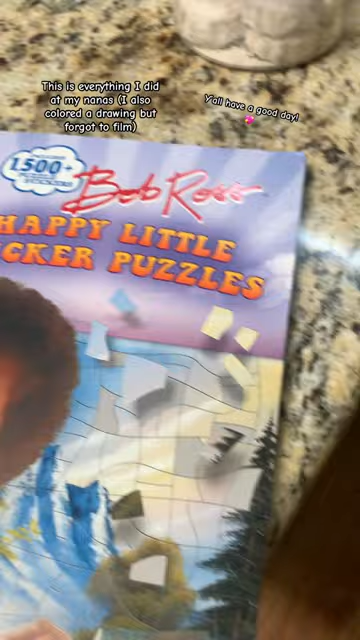 This is everything I did
at my nanas (I also
colored a drawing but
forgot to film)
Y'all have a good day!
1500+
Bob Ross
HAPPY LITTLE
CKER PUZZLES